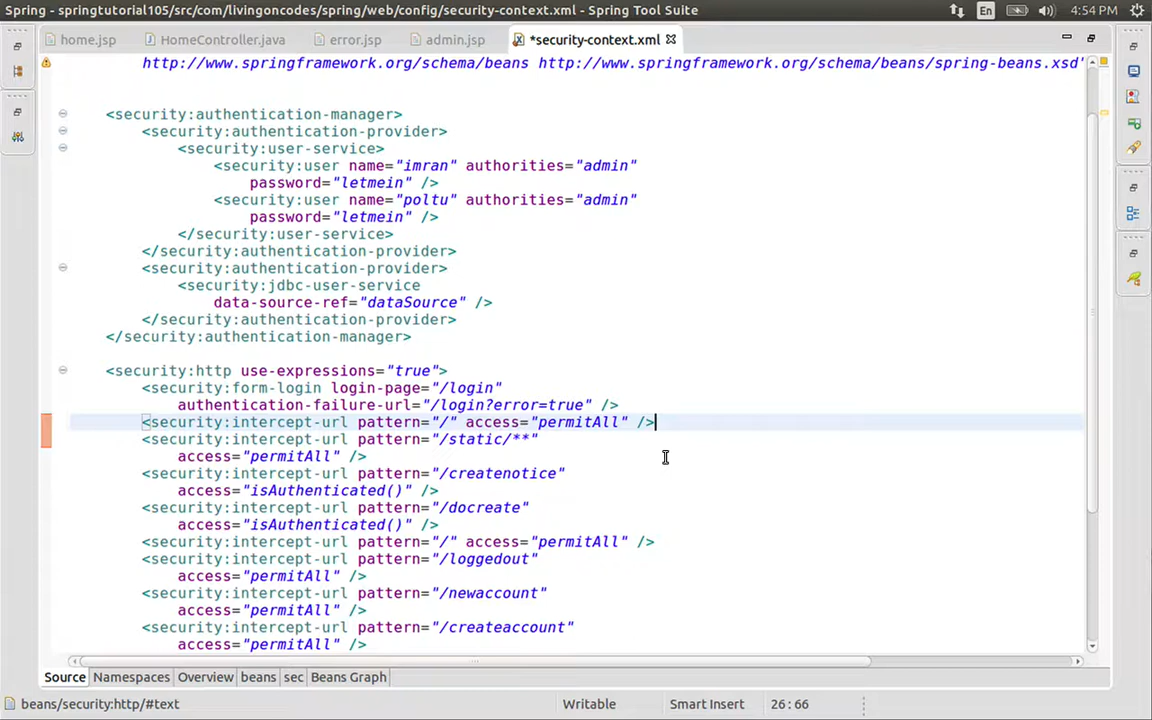 Spring - springtutorial105/src/com/livingoncodes/spring/web/config/security-context.xml - Spring Tool Suite
En
4:54 PM
home.jsp
HomeController.java
error.jsp
admin.jsp
*security-context.xml
http://www.springframework.org/schema/beans http://www.springframework.org/schema/beans/spring-beans.xsd"
<security:authentication-manager>
<security:authentication-provider>
<security:user-service>
<security:user name="imran" authorities="admin"
password="letmein" />
<security:user name="poltu" authorities="admin"
password="letmein" />
</security:user-service>
</security:authentication-provider>
<security:authentication-provider>
<security:jdbc-user-service
data-source-ref="dataSource" />
</security:authentication-provider>
</security:authentication-manager>
<security:http use-expressions="true">
<security:form-login login-page="/login"
authentication-failure-url="/login?error=true" />
<security:intercept-url pattern="/" access="permitAll" />
<security:intercept-url pattern="/static/**"
access="permitAll" />
<security:intercept-url pattern="/createnotice"
access="isAuthenticated()" />
<security:intercept-url pattern="/docreate"
access="isAuthenticated()" />
<security:intercept-url pattern="/" access="permitAll" />
<security:intercept-url pattern="/loggedout"
access="permitAll" />
<security:intercept-url pattern="/newaccount"
access="permitAll" />
<security:intercept-url pattern="/createaccount"
access="permitAll" />
Source
Namespaces
Overview
beans
sec
Beans Graph
beans/security:http/#text
Writable
Smart Insert
26:66